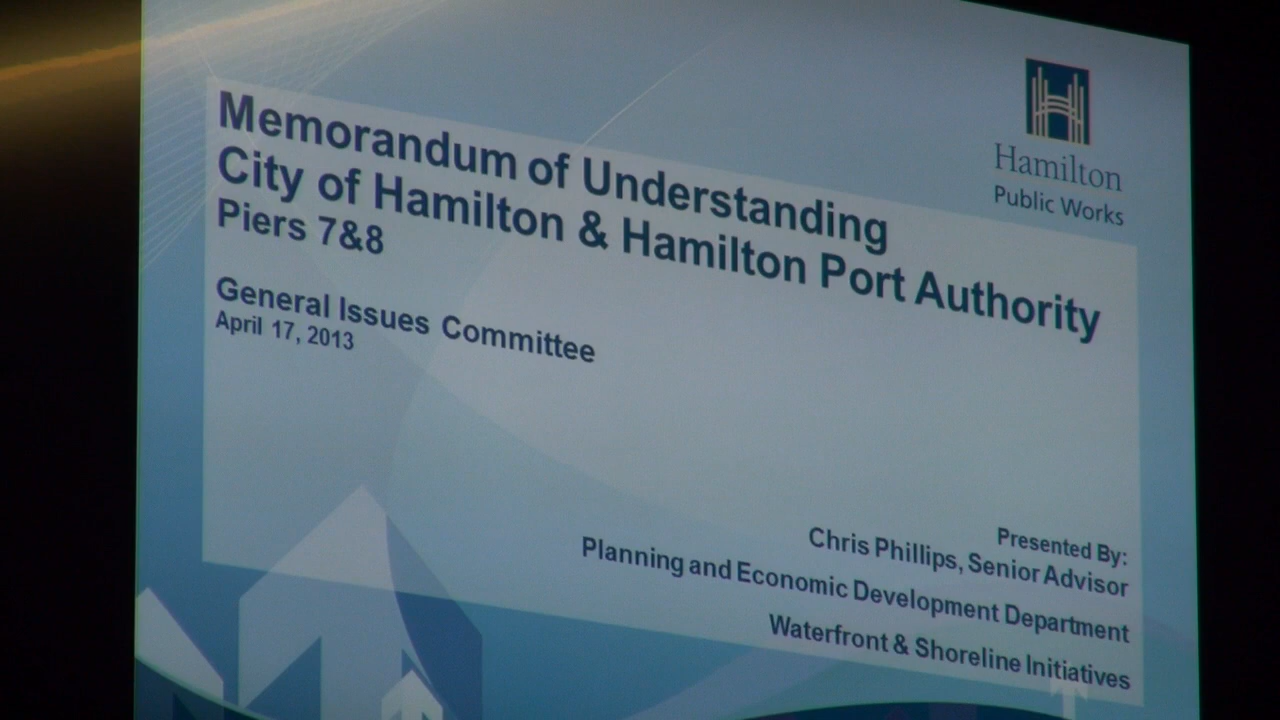 Hamilton
Public Works
Memorandum of Understanding
City of Hamilton & Hamilton Port Authority
Piers 7&8
General Issues Committee
April 17, 2013
Presented By:
Chris Phillips, Senior Advisor
Planning and Economic Development Department
Waterfront & Shoreline Initiatives